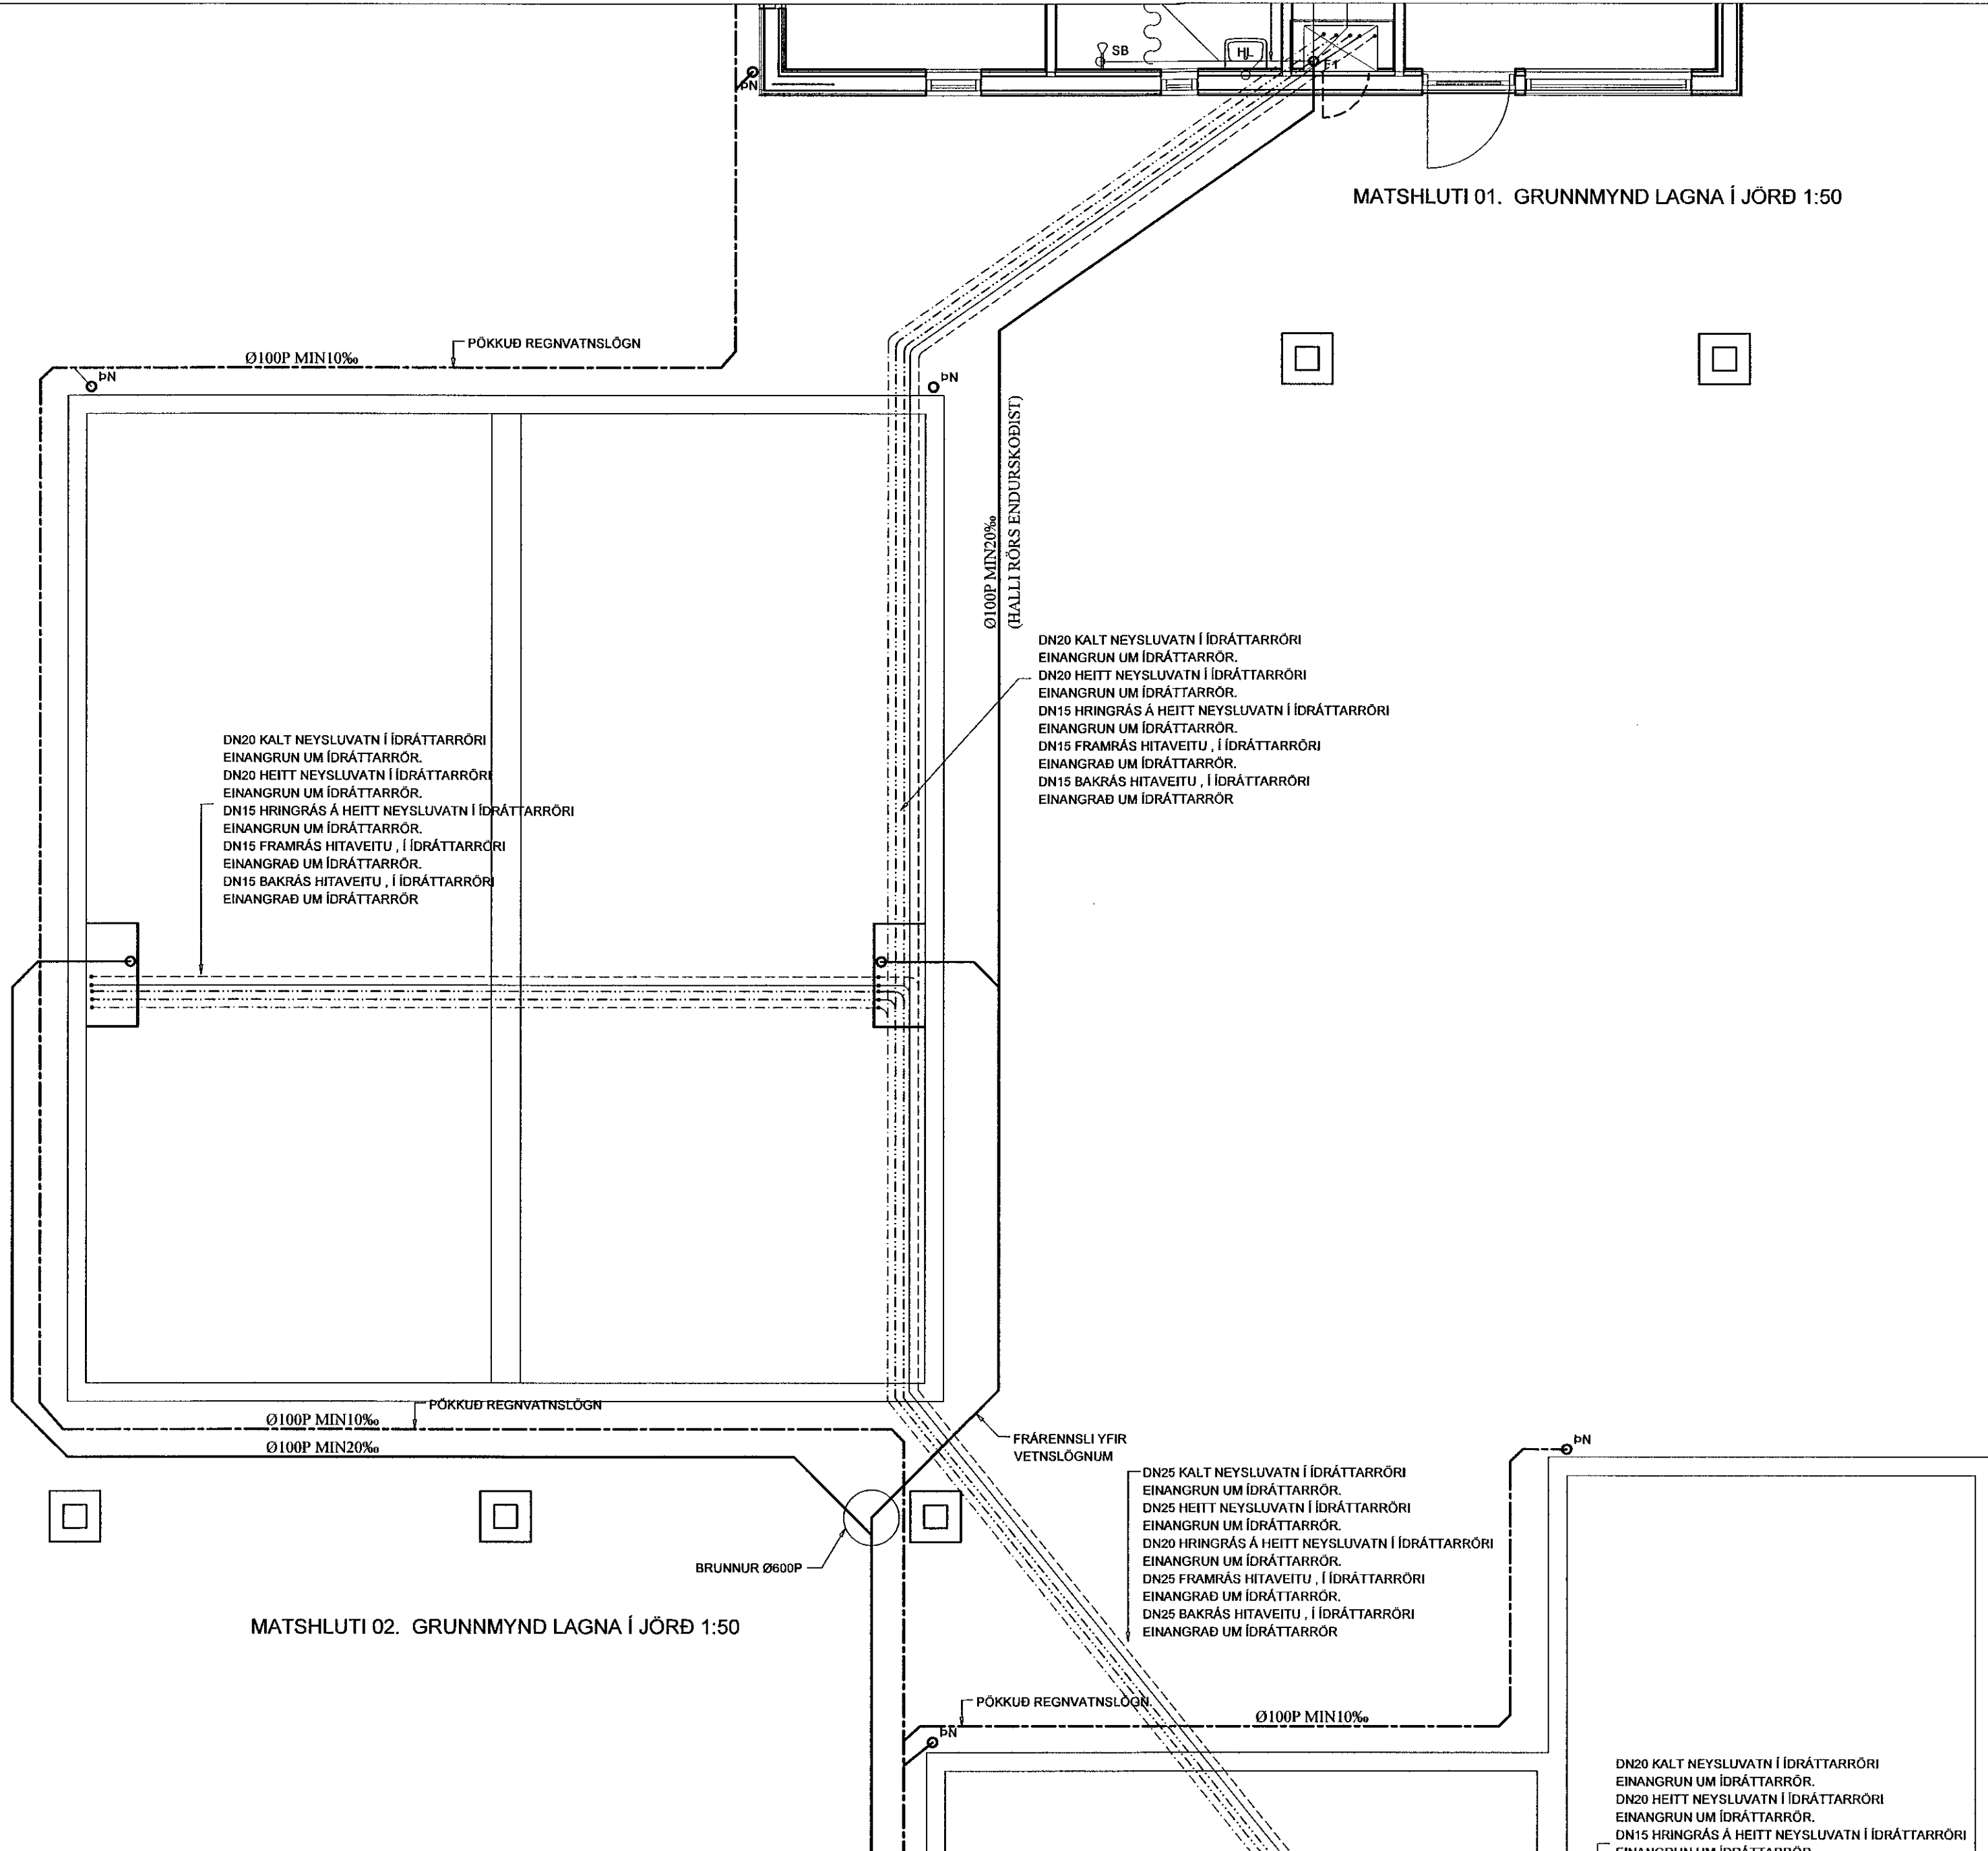 SB
HL
F1
ÞN
MATSHLUTI 01. GRUNNMYND LAGNA Í JÖRÐ 1:50
PÖKKUÐ REGNVATNSLÖGN
Ø100P MIN10‰
ÞN
ÞN
Ø100P MIN20‰
(HALLI RÖRS ENDURSKOÐIST)
DN20 KALT NEYSLUVATN Í ÍDRÁTTARRÖRI
EINANGRUN UM ÍDRÁTTARRÖR.
DN20 HEITT NEYSLUVATN Í ÍDRÁTTARRÖRI
EINANGRUN UM ÍDRÁTTARRÖR.
DN15 HRINGRÁS Á HEITT NEYSLUVATN Í ÍDRÁTTARRÖRI
EINANGRUN UM ÍDRÁTTARRÖR.
DN15 FRAMRÁS HITAVEITU , Í ÍDRÁTTARRÖRI
EINANGRAÐ UM ÍDRÁTTARRÖR.
DN15 BAKRÁS HITAVEITU , Í ÍDRÁTTARRÖRI
EINANGRAÐ UM ÍDRÁTTARRÖR
DN20 KALT NEYSLUVATN Í ÍDRÁTTARRÖRI
EINANGRUN UM ÍDRÁTTARRÖR.
DN20 HEITT NEYSLUVATN Í ÍDRÁTTARRÖRI
EINANGRUN UM ÍDRÁTTARRÖR.
DN15 HRINGRÁS Á HEITT NEYSLUVATN Í ÍDRÁTTARRÖRI
EINANGRUN UM ÍDRÁTTARRÖR.
DN15 FRAMRÁS HITAVEITU , Í ÍDRÁTTARRÖRI
EINANGRAÐ UM ÍDRÁTTARRÖR.
DN15 BAKRÁS HITAVEITU , Í ÍDRÁTTARRÖRI
EINANGRAÐ UM ÍDRÁTTARRÖR
PÖKKUÐ REGNVATNSLÖGN
Ø100P MIN10‰
Ø100P MIN20‰
FRÁRENNSLI YFIR
VETNSLÖGNUM
ÞN
DN25 KALT NEYSLUVATN Í ÍDRÁTTARRÖRI
EINANGRUN UM ÍDRÁTTARRÖR.
DN25 HEITT NEYSLUVATN Í ÍDRÁTTARRÖRI
EINANGRUN UM ÍDRÁTTARRÖR.
DN20 HRINGRÁS Á HEITT NEYSLUVATN Í ÍDRÁTTARRÖRI
EINANGRUN UM ÍDRÁTTARRÖR.
DN25 FRAMRÁS HITAVEITU , Í ÍDRÁTTARRÖRI
EINANGRAÐ UM ÍDRÁTTARRÖR.
DN25 BAKRÁS HITAVEITU , Í ÍDRÁTTARRÖRI
EINANGRAÐ UM ÍDRÁTTARRÖR
BRUNNUR Ø600P
MATSHLUTI 02. GRUNNMYND LAGNA Í JÖRÐ 1:50
PÖKKUÐ REGNVATNSLÖGN
Ø100P MIN10‰
ÞN
DN20 KALT NEYSLUVATN Í ÍDRÁTTARRÖRI
EINANGRUN UM ÍDRÁTTARRÖR.
DN20 HEITT NEYSLUVATN Í ÍDRÁTTARRÖRI
EINANGRUN UM ÍDRÁTTARRÖR.
DN15 HRINGRÁS Á HEITT NEYSLUVATN Í ÍDRÁTTARRÖRI
EINANGRUN UM ÍDRÁTTARRÖR.